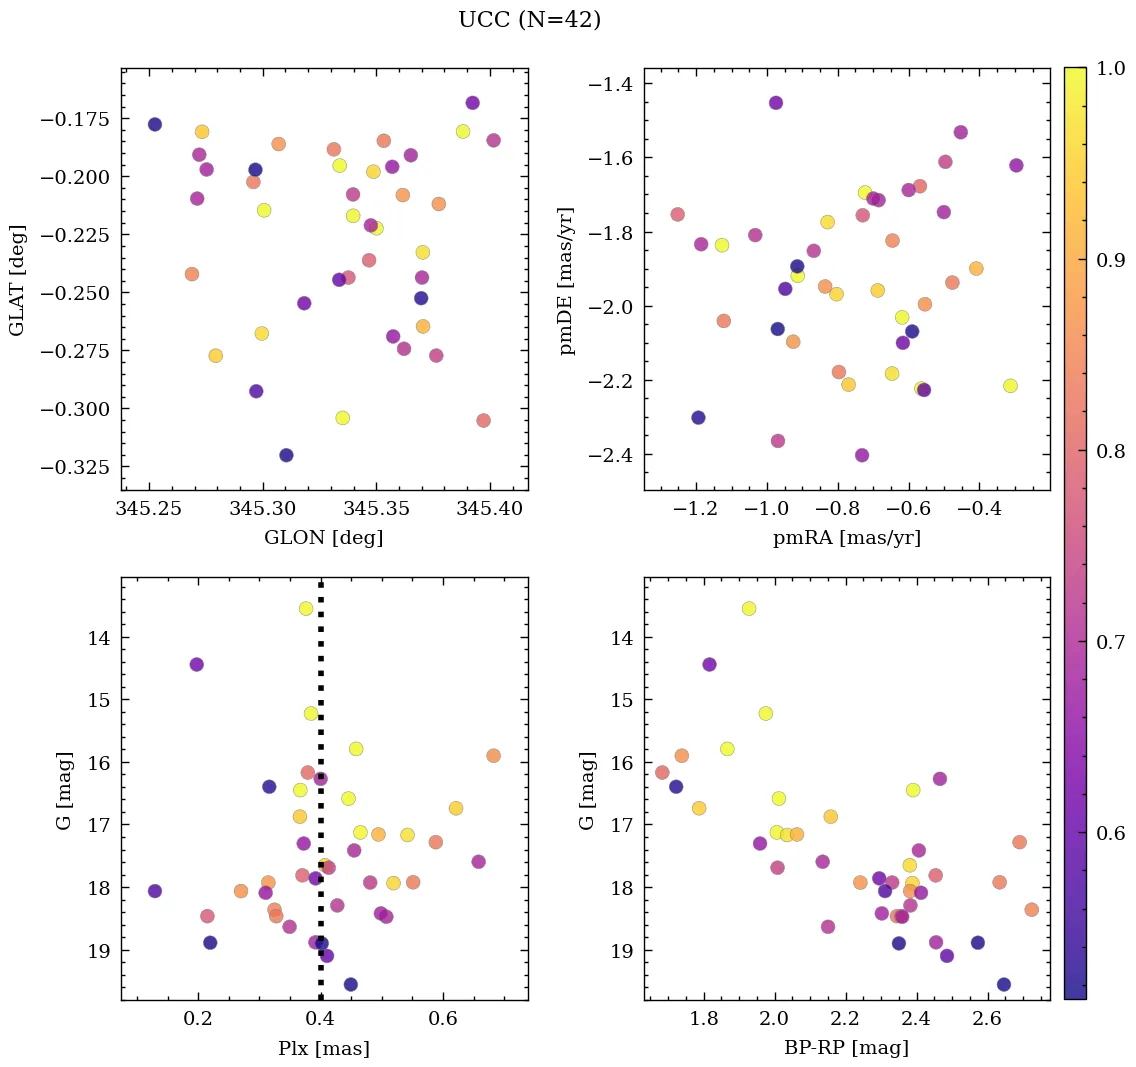 UCC (N=42)
−0.175
−0.200
−0.225
−0.250
−0.275
−0.300
−0.325
GLAT [deg]
345.25 345.30 345.35 345.40
GLON [deg]
−1.4
−1.6
−1.8
−2.0
−2.2
−2.4
pmDE [mas/yr]
−1.2 −1.0 −0.8 −0.6 −0.4
pmRA [mas/yr]
14
15
16
17
18
19
G [mag]
0.2 0.4 0.6
Plx [mas]
14
15
16
17
18
19
G [mag]
1.8 2.0 2.2 2.4 2.6
BP-RP [mag]
1.0
0.9
0.8
0.7
0.6